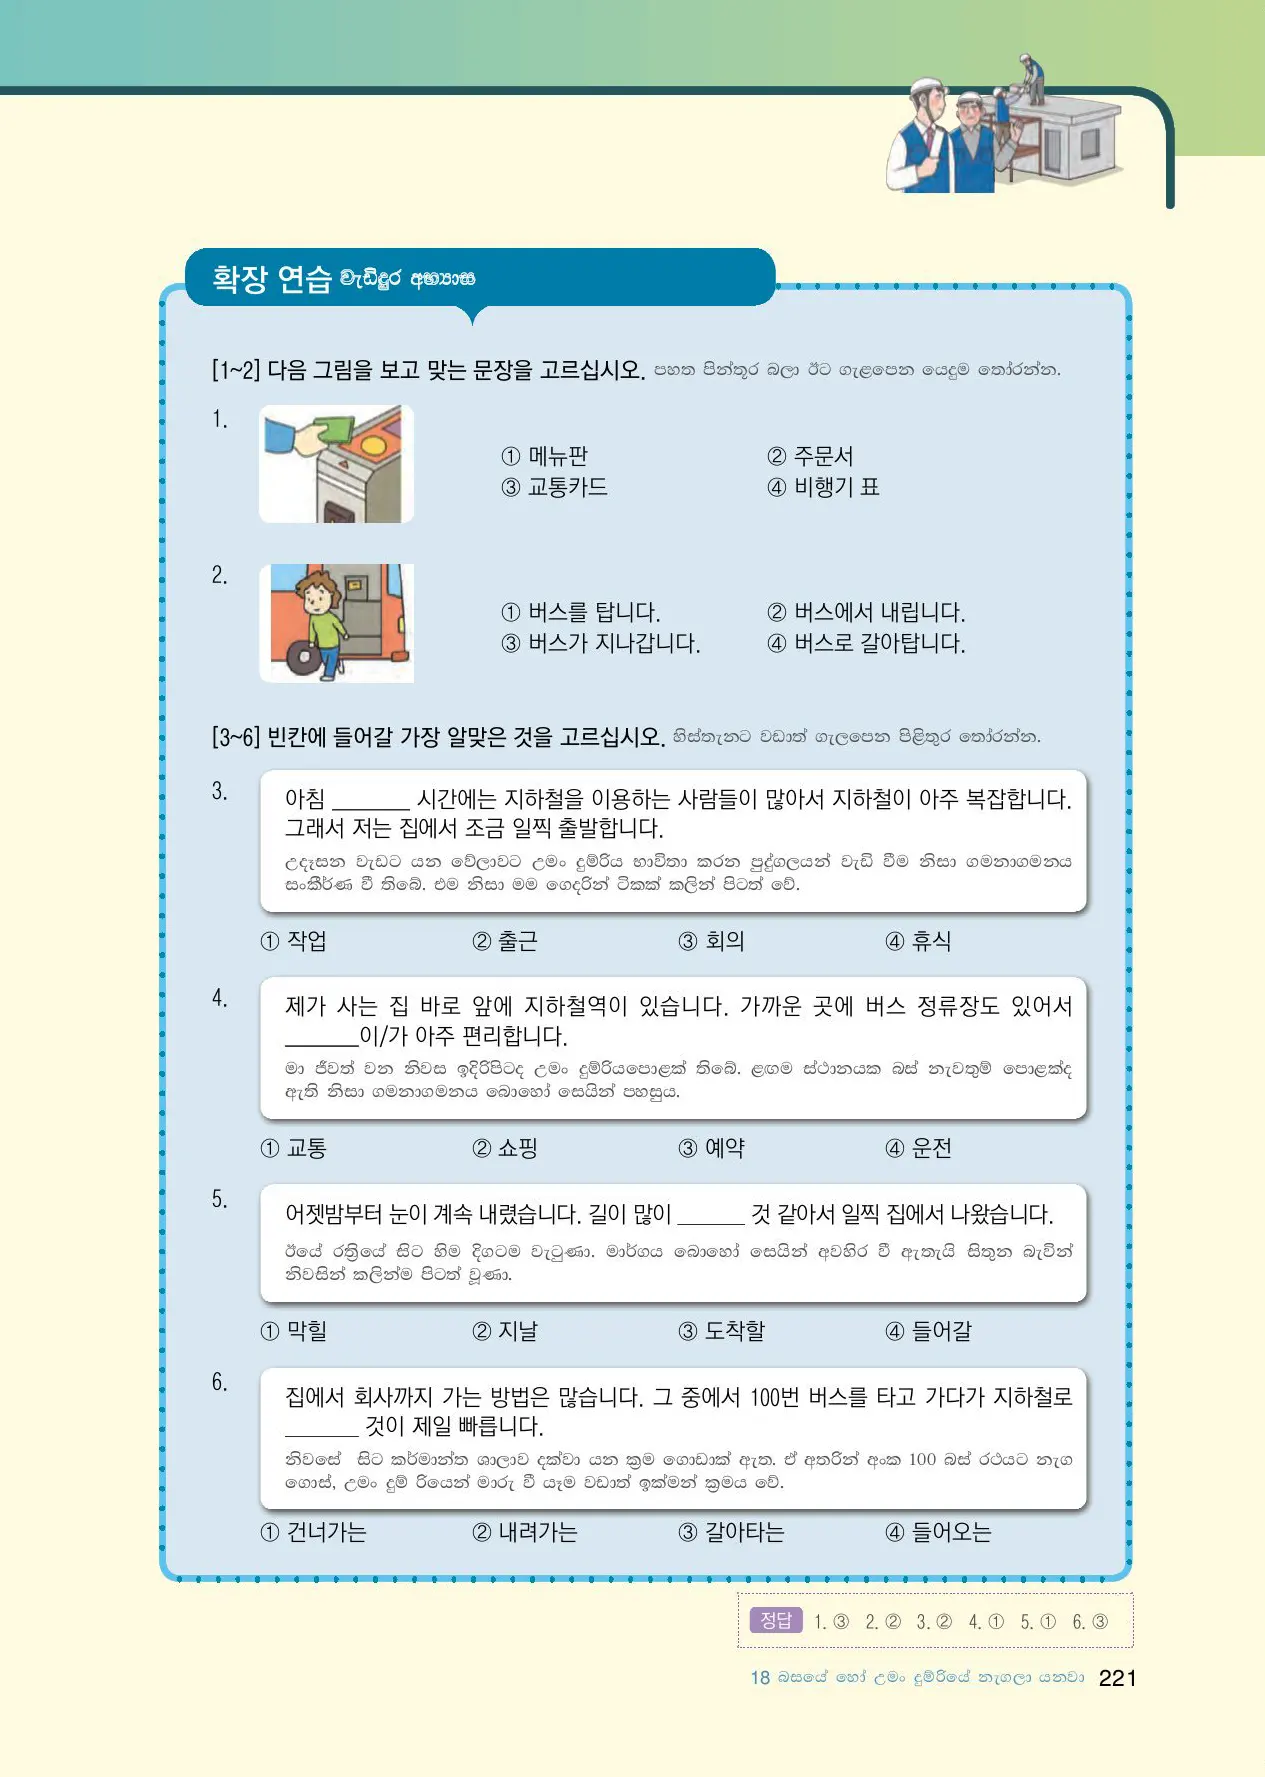 확장 연습 වැඩිදුර අභ්‍යාස
[1~2] 다음 그림을 보고 맞는 문장을 고르십시오. පහත පින්තූර බලා ඊට ගැළපෙන යෙදුම තෝරන්න.
1.
① 메뉴판 ② 주문서
③ 교통카드 ④ 비행기 표
2.
① 버스를 탑니다. ② 버스에서 내립니다.
③ 버스가 지나갑니다. ④ 버스로 갈아탑니다.
[3~6] 빈칸에 들어갈 가장 알맞은 것을 고르십시오. හිස්තැනට වඩාත් ගැලපෙන පිළිතුර තෝරන්න.
3. 아침 _______ 시간에는 지하철을 이용하는 사람들이 많아서 지하철이 아주 복잡합니다.
그래서 저는 집에서 조금 일찍 출발합니다.
උදෑසන වැඩට යන වේලාවට උමං දුම්රිය භාවිතා කරන පුද්ගලයන් වැඩි වීම නිසා ගමනාගමනය
සංකීර්ණ වී තිබේ. එම නිසා මම ගෙදරින් ටිකක් කලින් පිටත් වේ.
① 작업 ② 출근 ③ 회의 ④ 휴식
4. 제가 사는 집 바로 앞에 지하철역이 있습니다. 가까운 곳에 버스 정류장도 있어서
_______이/가 아주 편리합니다.
මා ජීවත් වන නිවස ඉදිරිපිටද උමං දුම්රියපොළක් තිබේ. ළඟම ස්ථානයක බස් නැවතුම් පොළක්ද
ඇති නිසා ගමනාගමනය බොහෝ සෙයින් පහසුය.
① 교통 ② 쇼핑 ③ 예약 ④ 운전
5. 어젯밤부터 눈이 계속 내렸습니다. 길이 많이 ______ 것 같아서 일찍 집에서 나왔습니다.
ඊයේ රාත්‍රියේ සිට හිම දිගටම වැටුණා. මාර්ගය බොහෝ සෙයින් අවහිර වී ඇතැයි සිතුන බැවින්
නිවසින් කලින්ම පිටත් වූණා.
① 막힐 ② 지날 ③ 도착할 ④ 들어갈
6. 집에서 회사까지 가는 방법은 많습니다. 그 중에서 100번 버스를 타고 가다가 지하철로
_______ 것이 제일 빠릅니다.
නිවසේ සිට කර්මාන්ත ශාලාව දක්වා යන ක්‍රම ගොඩාක් ඇත. ඒ අතරින් අංක 100 බස් රථයට නැග
ගොස්, උමං දුම් රියෙන් මාරු වී යෑම වඩාත් ඉක්මන් ක්‍රමය වේ.
① 건너가는 ② 내려가는 ③ 갈아타는 ④ 들어오는
정답 1. ③ 2. ② 3. ② 4. ① 5. ① 6. ③
18 බසයේ හෝ උමං දුම්රියේ නැගලා යනවා 221